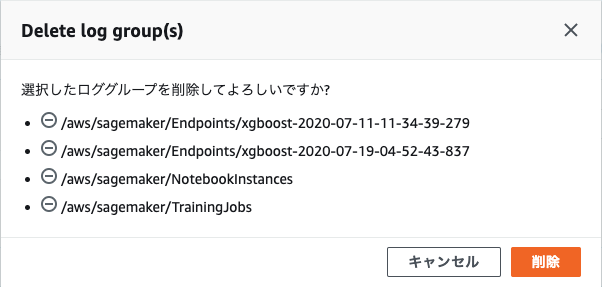 Delete log group(s)
選択したロググループを削除してよろしいですか?
/aws/sagemaker/Endpoints/xgboost-2020-07-11-11-34-39-279
/aws/sagemaker/Endpoints/xgboost-2020-07-19-04-52-43-837
/aws/sagemaker/NotebookInstances
/aws/sagemaker/TrainingJobs
キャンセル 削除